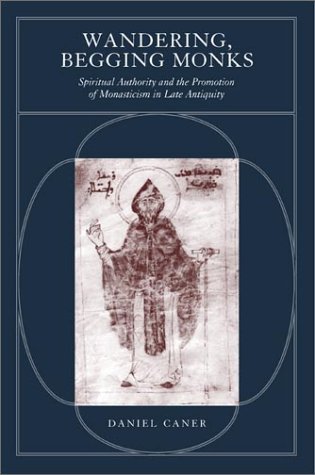 WANDERING,
BEGGING MONKS
Spiritual Authority and the Promotion
of Monasticism in Late Antiquity
DANIEL CANER